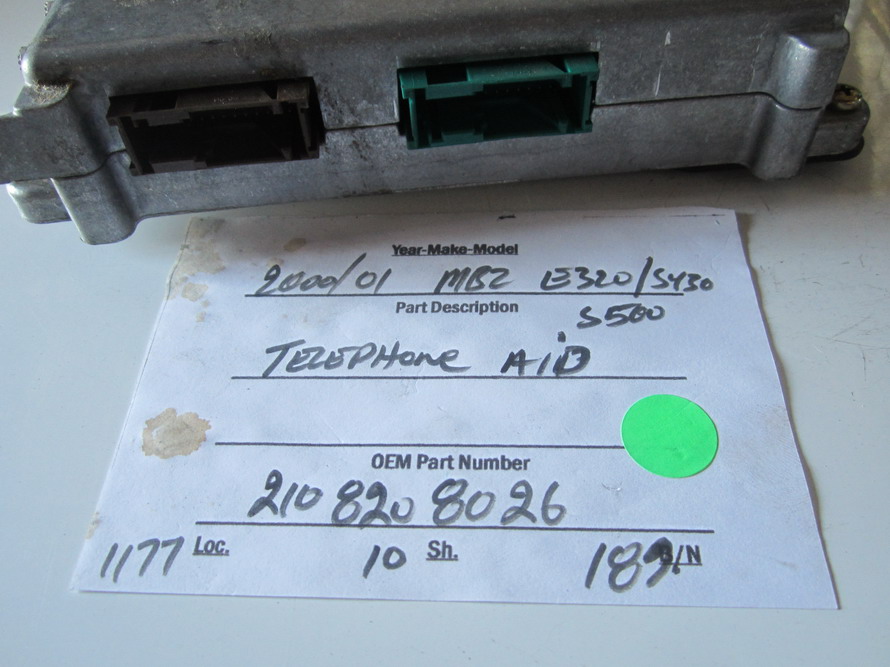 Year-Make-Model
2000/01 MBZ E320/S430
Part Description
S500
TELEPHONE AiD
OEM Part Number
210 820 80 26
1177 Loc. 10 Sh. 189 B/N